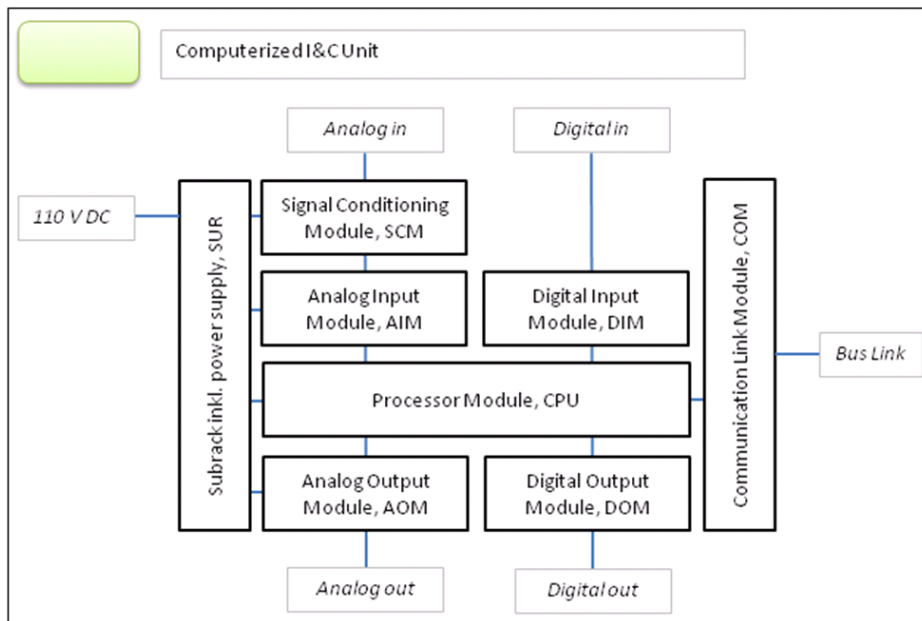 Computerized I&C Unit
Analog in
Digital in
110 V DC
Subrack inkl. power supply, SUR
Signal Conditioning
Module, SCM
Analog Input
Module, AIM
Digital Input
Module, DIM
Communication Link Module, COM
Bus Link
Processor Module, CPU
Analog Output
Module, AOM
Digital Output
Module, DOM
Analog out
Digital out